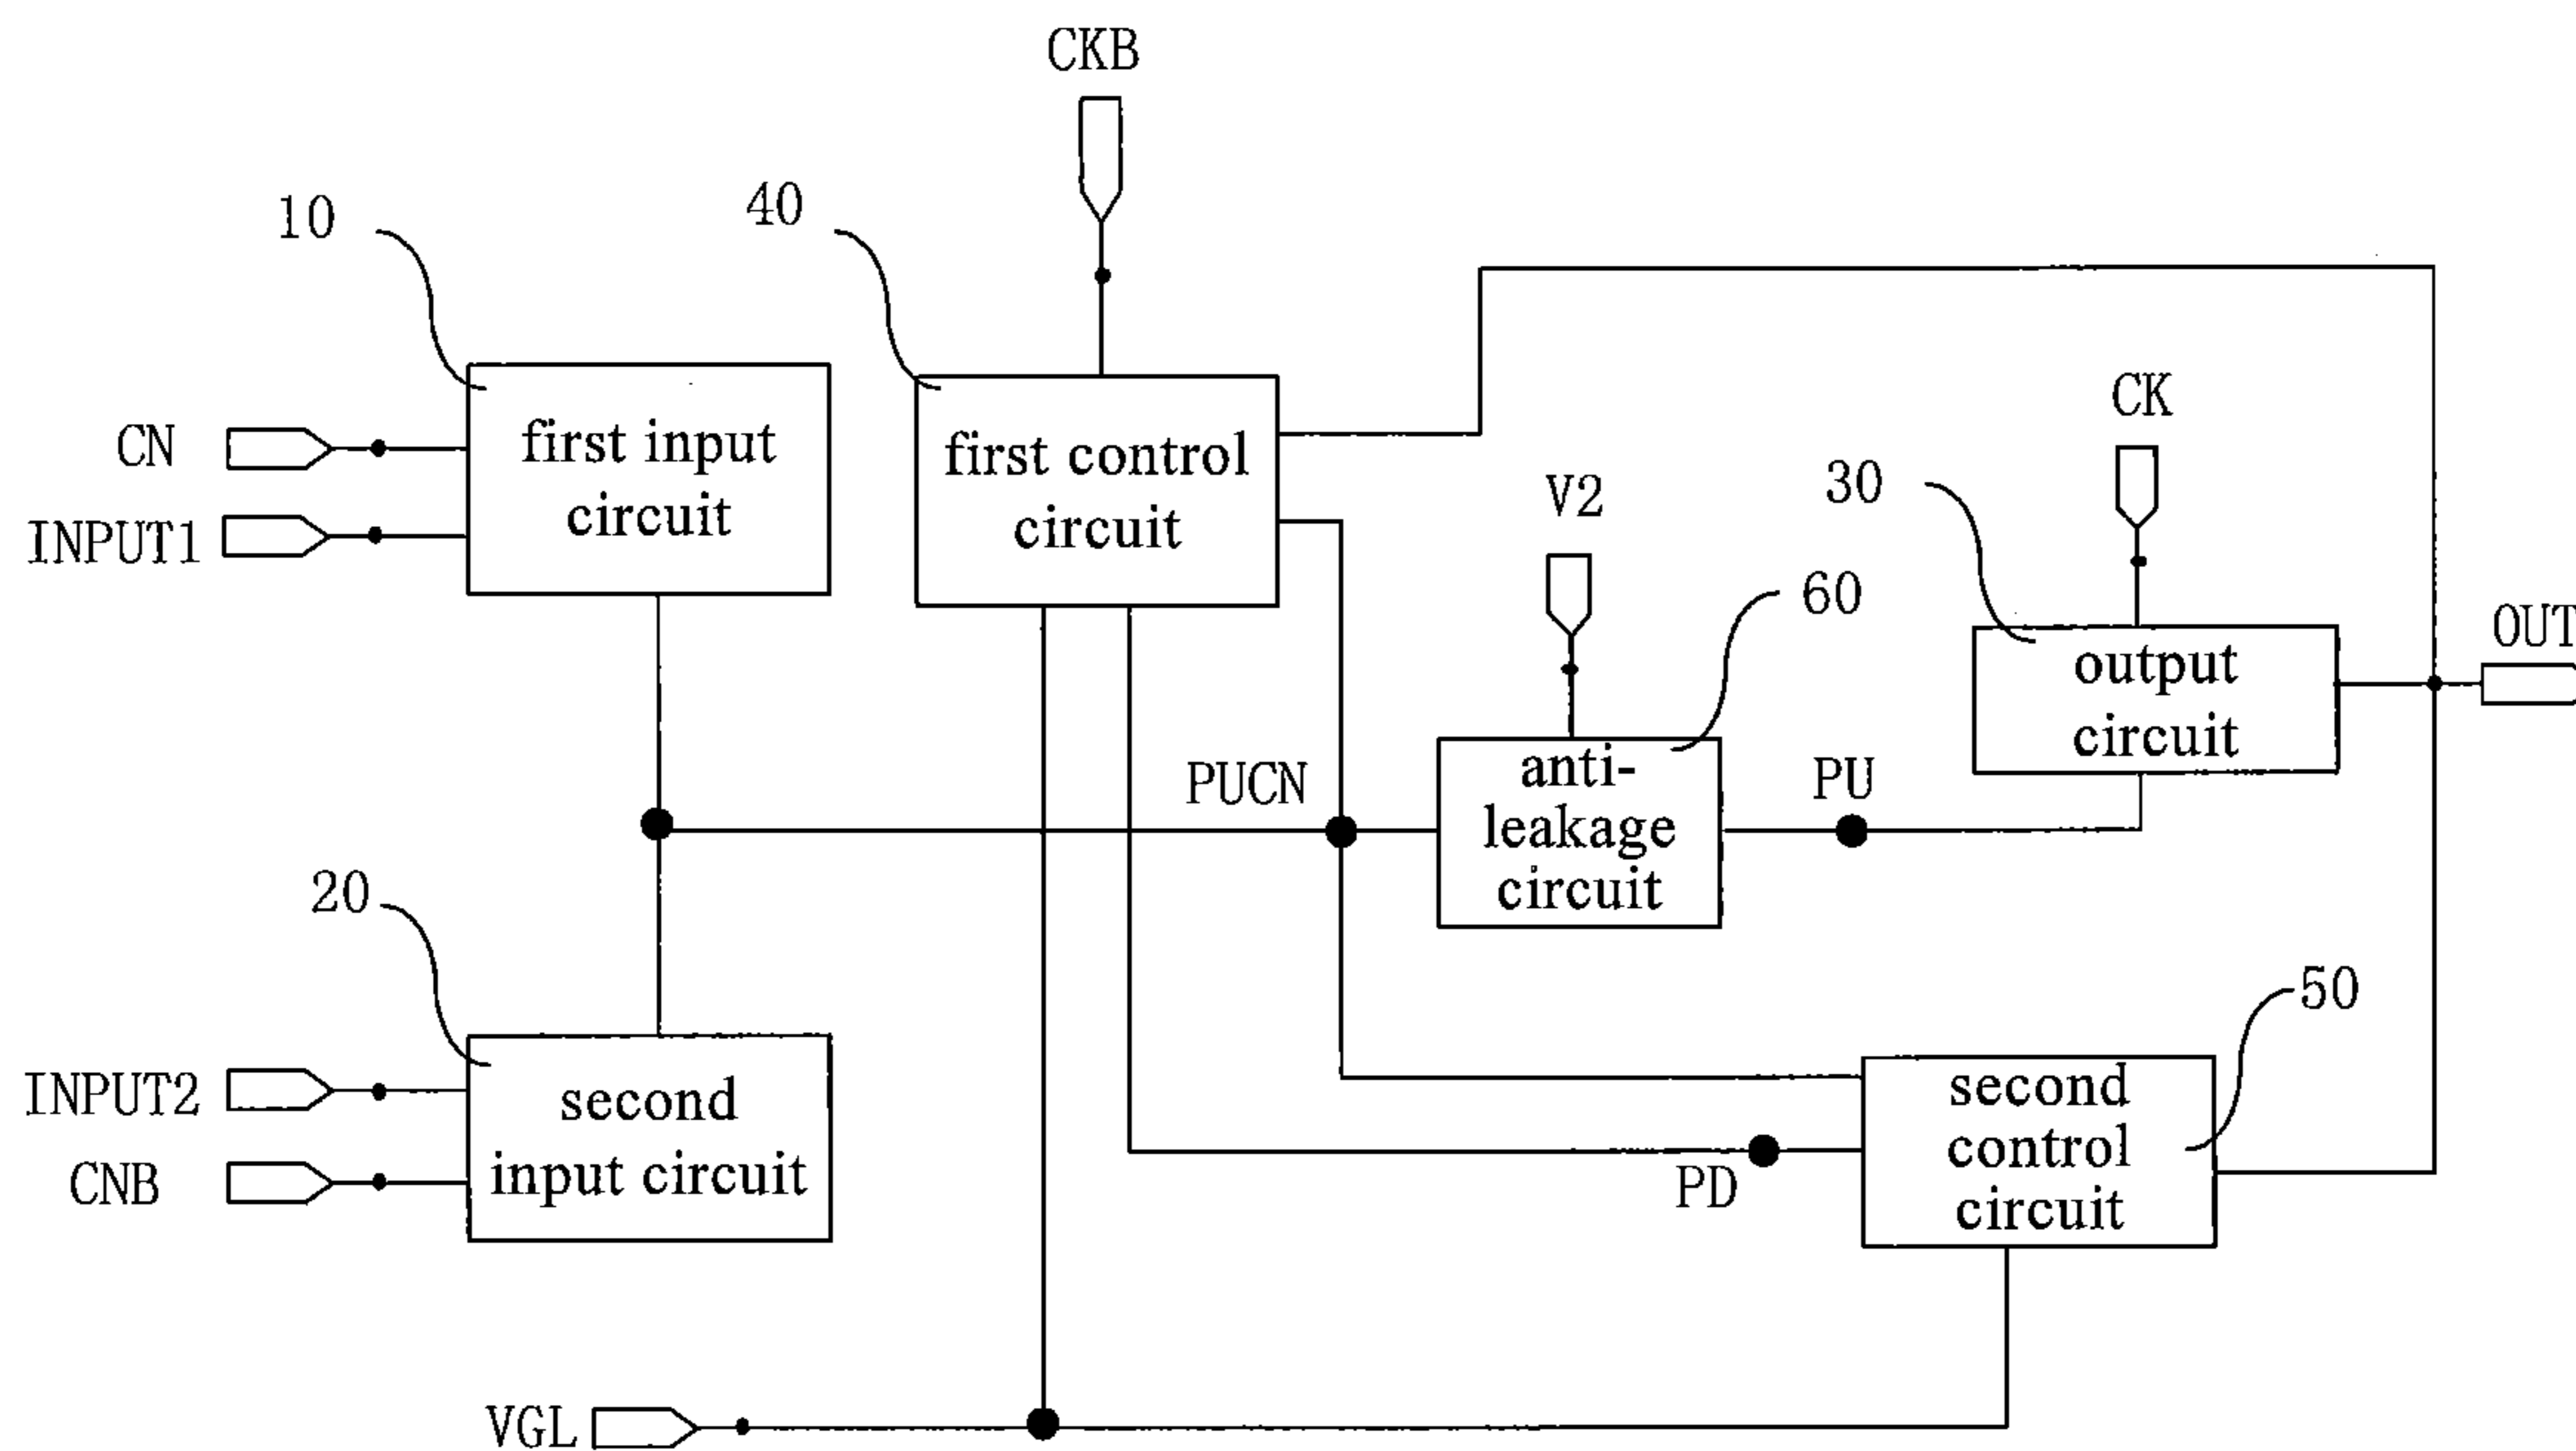 CKB
10
40
CN
INPUT1
first input
circuit
first control
circuit
V2
60
30
CK
output
circuit
OUT
PUCN
anti-
leakage
circuit
PU
20
INPUT2
CNB
second
input circuit
50
second
control
circuit
PD
VGL